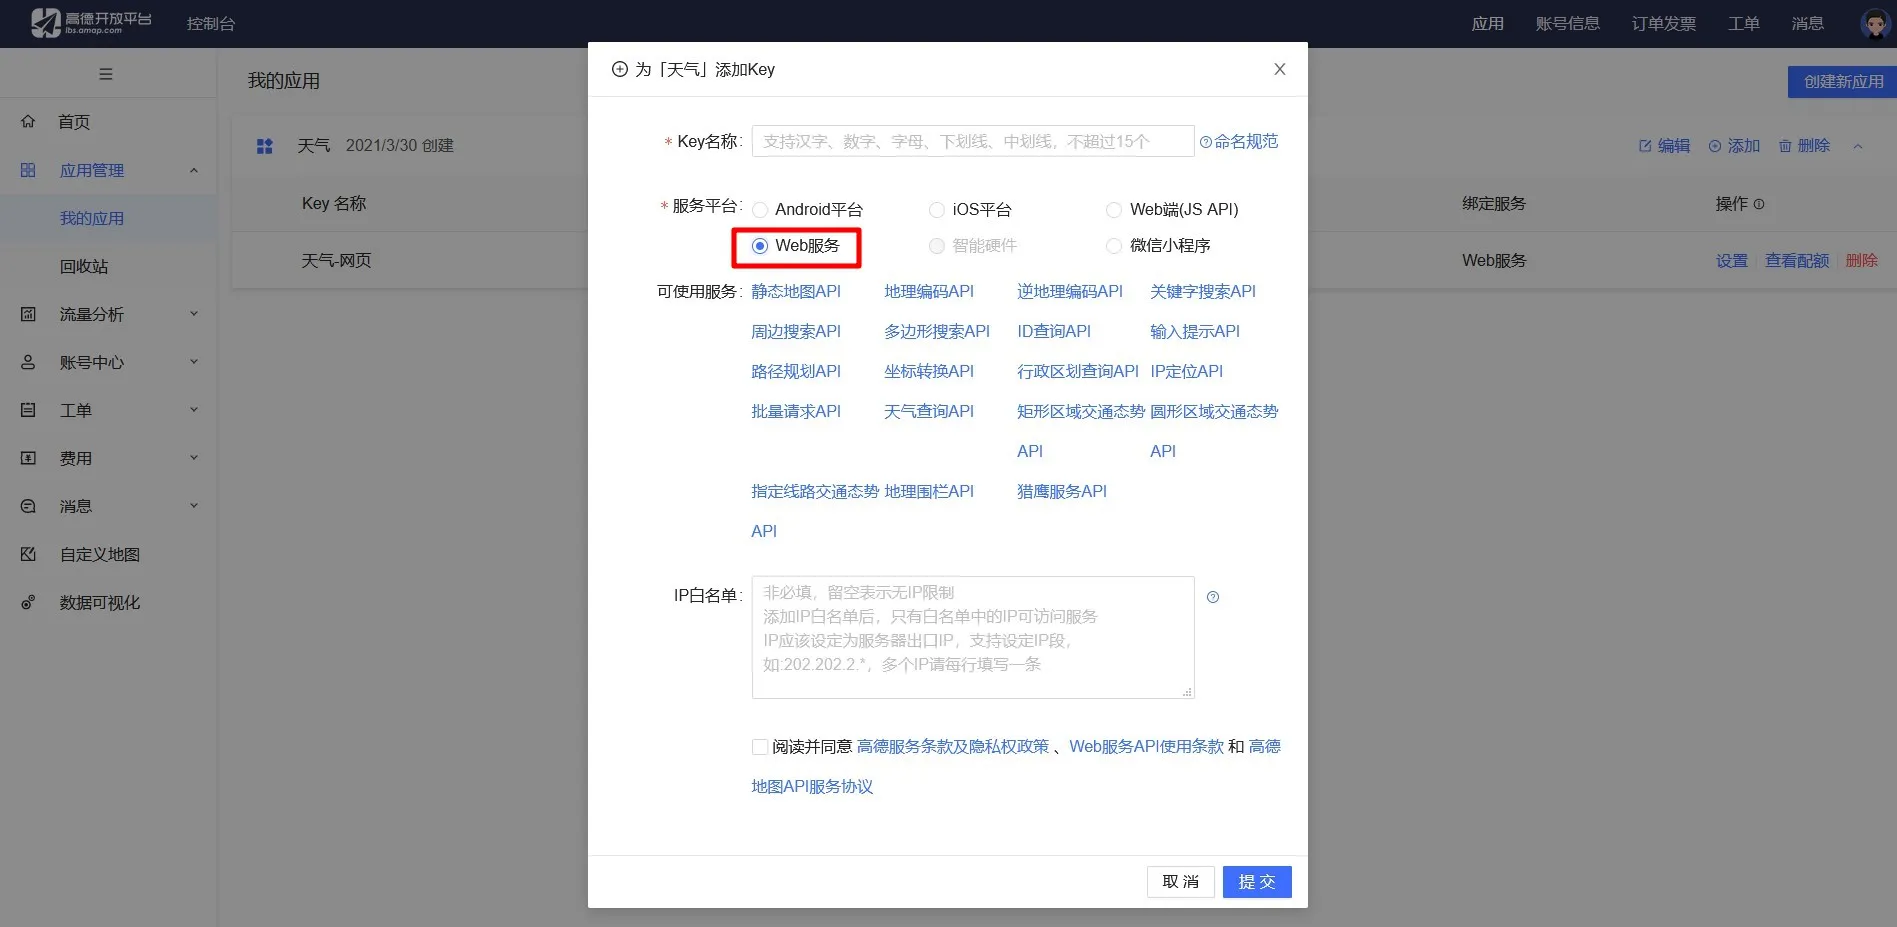 高德开放平台
lbs.amap.com
控制台
应用
账号信息
订单发票
工单
消息
我的应用
创建新应用
首页
应用管理
我的应用
回收站
流量分析
账号中心
工单
费用
消息
自定义地图
数据可视化
天气 2021/3/30 创建
编辑 添加 删除
Key 名称
绑定服务
操作
天气-网页
Web服务
设置 查看配额 删除
为「天气」添加Key
X
* Key名称: 支持汉字、数字、字母、下划线、中划线，不超过15个 命名规范
* 服务平台: Android平台 iOS平台 Web端(JS API)
Web服务 智能硬件 微信小程序
可使用服务: 静态地图API 地理编码API 逆地理编码API 关键字搜索API
周边搜索API 多边形搜索API ID查询API 输入提示API
路径规划API 坐标转换API 行政区划查询API IP定位API
批量请求API 天气查询API 矩形区域交通态势 圆形区域交通态势
API API
指定线路交通态势 地理围栏API 猎鹰服务API
API
IP白名单: 非必填，留空表示无IP限制
添加IP白名单后，只有白名单中的IP可访问服务
IP应该设定为服务器出口IP，支持设定IP段，
如:202.202.2.*，多个IP请每行填写一条
阅读并同意 高德服务条款及隐私权政策 、Web服务API使用条款 和 高德
地图API服务协议
取 消
提 交